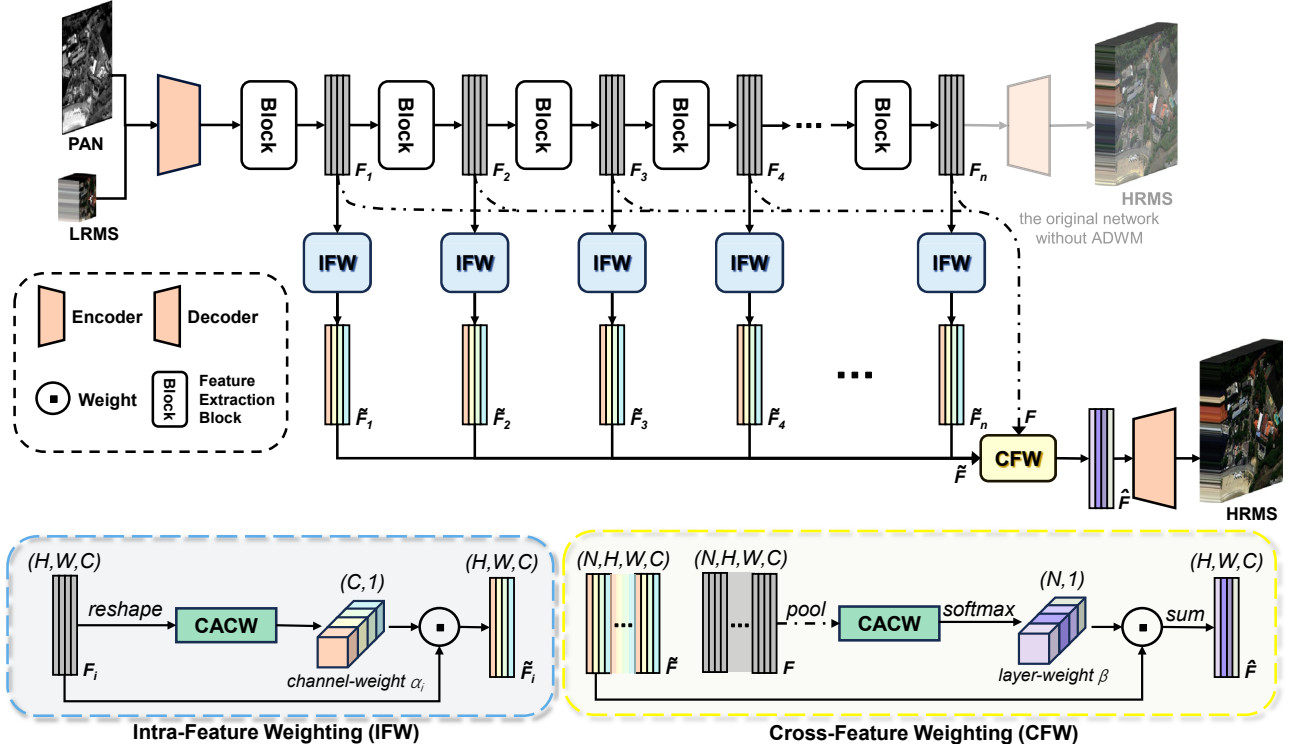 PAN
LRMS
Block
Block
Block
Block
Block
F1
F2
F3
F4
...
Fn
HRMS
the original network
without ADWM
IFW
IFW
IFW
IFW
IFW
Encoder
Decoder
Weight
Block
Feature
Extraction
Block
F̃1
F̃2
F̃3
F̃4
...
F̃n
F
F̃
CFW
F̂
HRMS
(H,W,C)
reshape
CACW
(C,1)
(H,W,C)
Fi
channel-weight αi
F̃i
Intra-Feature Weighting (IFW)
(N,H,W,C)
(N,H,W,C)
...
...
pool
CACW
softmax
(N,1)
sum
(H,W,C)
F̃
F
layer-weight β
F̂
Cross-Feature Weighting (CFW)